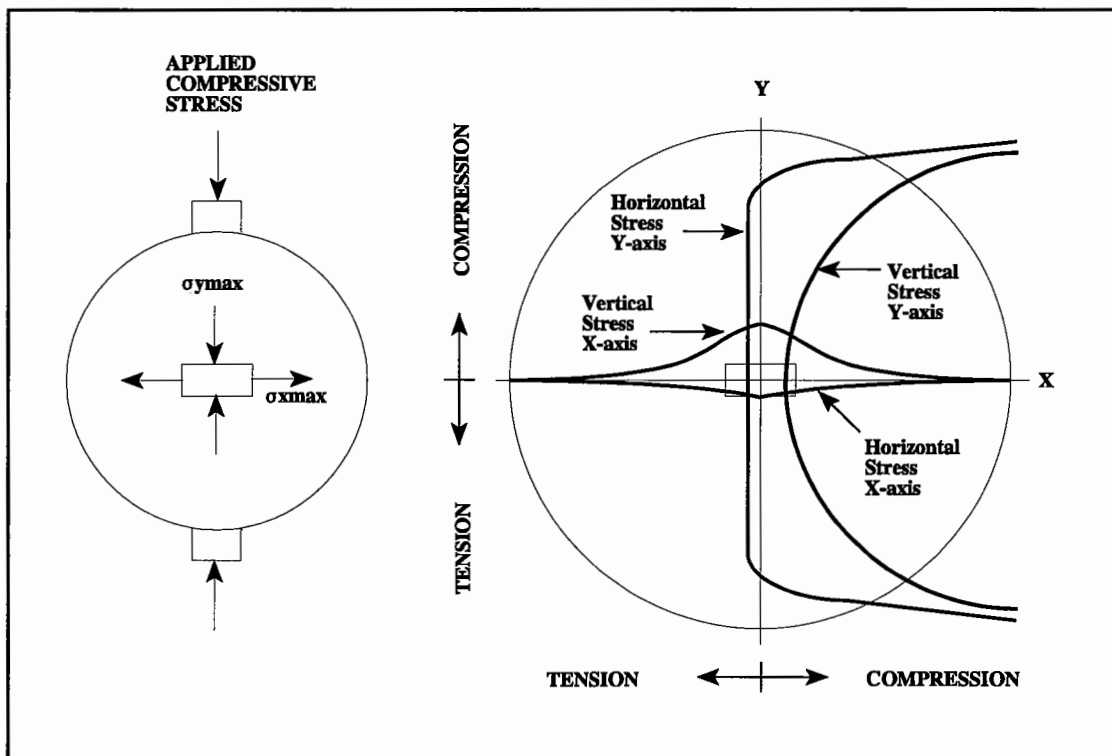 APPLIED
COMPRESSIVE
STRESS
σymax
σxmax
COMPRESSION
TENSION
Y
Horizontal
Stress
Y-axis
Vertical
Stress
X-axis
Vertical
Stress
Y-axis
X
Horizontal
Stress
X-axis
TENSION
COMPRESSION